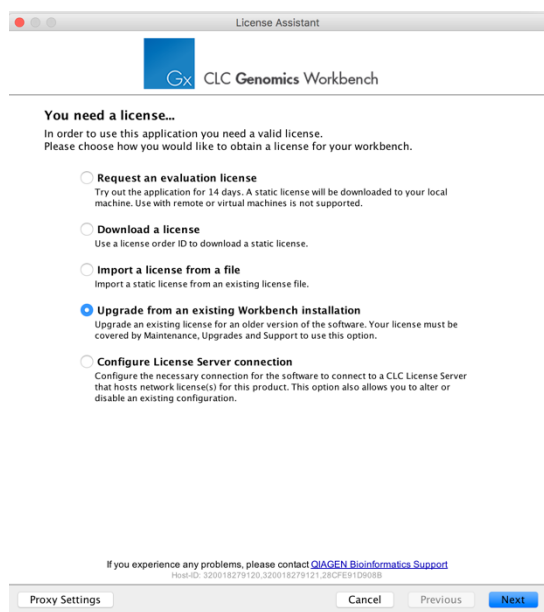 License Assistant
Gx CLC Genomics Workbench
You need a license...
In order to use this application you need a valid license.
Please choose how you would like to obtain a license for your workbench.
Request an evaluation license
Try out the application for 14 days. A static license will be downloaded to your local
machine. Use with remote or virtual machines is not supported.
Download a license
Use a license order ID to download a static license.
Import a license from a file
Import a static license from an existing license file.
Upgrade from an existing Workbench installation
Upgrade an existing license for an older version of the software. Your license must be
covered by Maintenance, Upgrades and Support to use this option.
Configure License Server connection
Configure the necessary connection for the software to connect to a CLC License Server
that hosts network license(s) for this product. This option also allows you to alter or
disable an existing configuration.
If you experience any problems, please contact QIAGEN Bioinformatics Support
Host-ID: 320018279120,320018279121,28CFE91D908B
Proxy Settings Cancel Previous Next